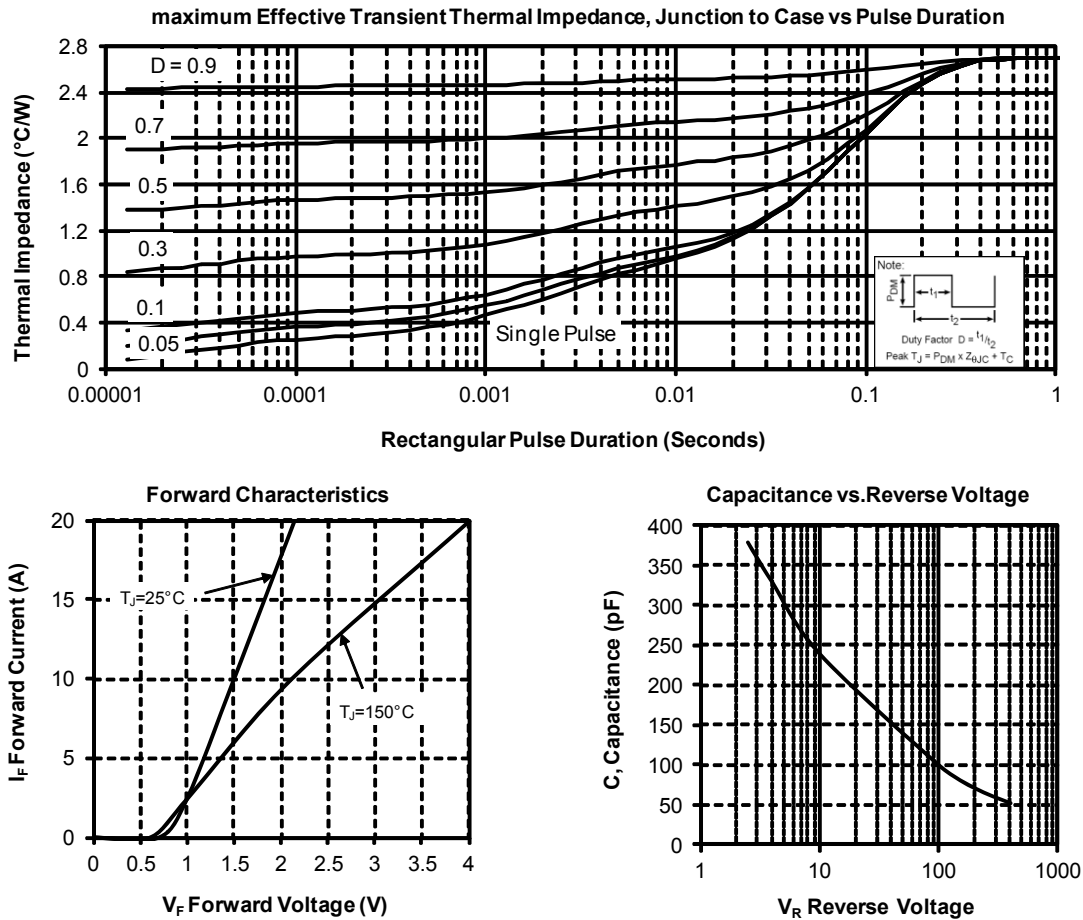 maximum Effective Transient Thermal Impedance, Junction to Case vs Pulse Duration
Thermal Impedance (°C/W)
2.8
2.4
2
1.6
1.2
0.8
0.4
0
D = 0.9
0.7
0.5
0.3
0.1
0.05
Single Pulse
Note:
PDM
t1
t2
Duty Factor D = t1/t2
Peak TJ = PDM x ZθJC + TC
0.00001 0.0001 0.001 0.01 0.1 1
Rectangular Pulse Duration (Seconds)
Forward Characteristics
IF Forward Current (A)
20
15
10
5
0
TJ=25°C
TJ=150°C
0 0.5 1 1.5 2 2.5 3 3.5 4
VF Forward Voltage (V)
Capacitance vs.Reverse Voltage
C, Capacitance (pF)
400
350
300
250
200
150
100
50
0
1 10 100 1000
VR Reverse Voltage